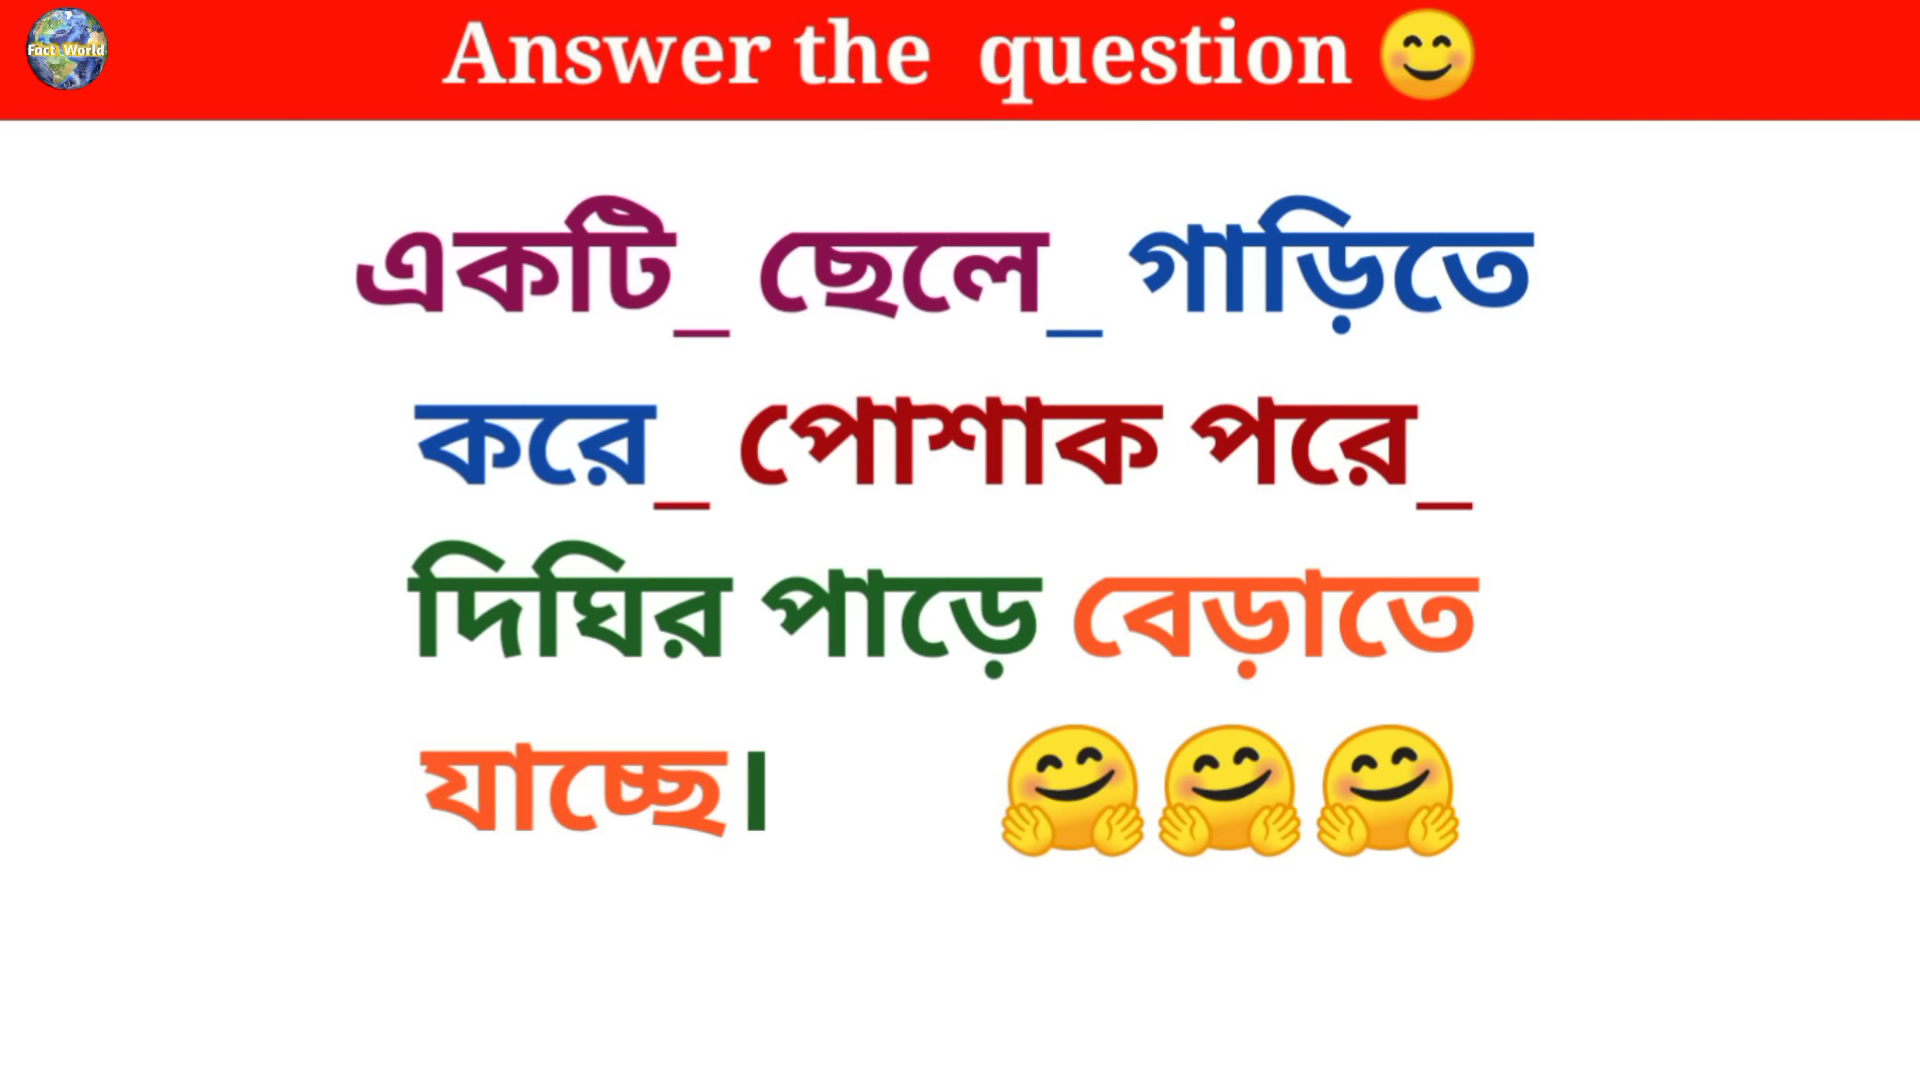 Fact World
Answer the question 😊
একটি_ ছেলে_ গাড়িতে
করে_ পোশাক পরে_
দিঘির পাড়ে বেড়াতে
যাচ্ছে। 🤗🤗🤗